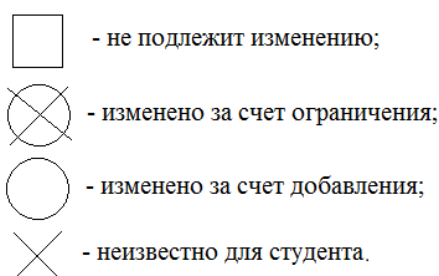 - не подлежит изменению;
- изменено за счет ограничения;
- изменено за счет добавления;
- неизвестно для студента.